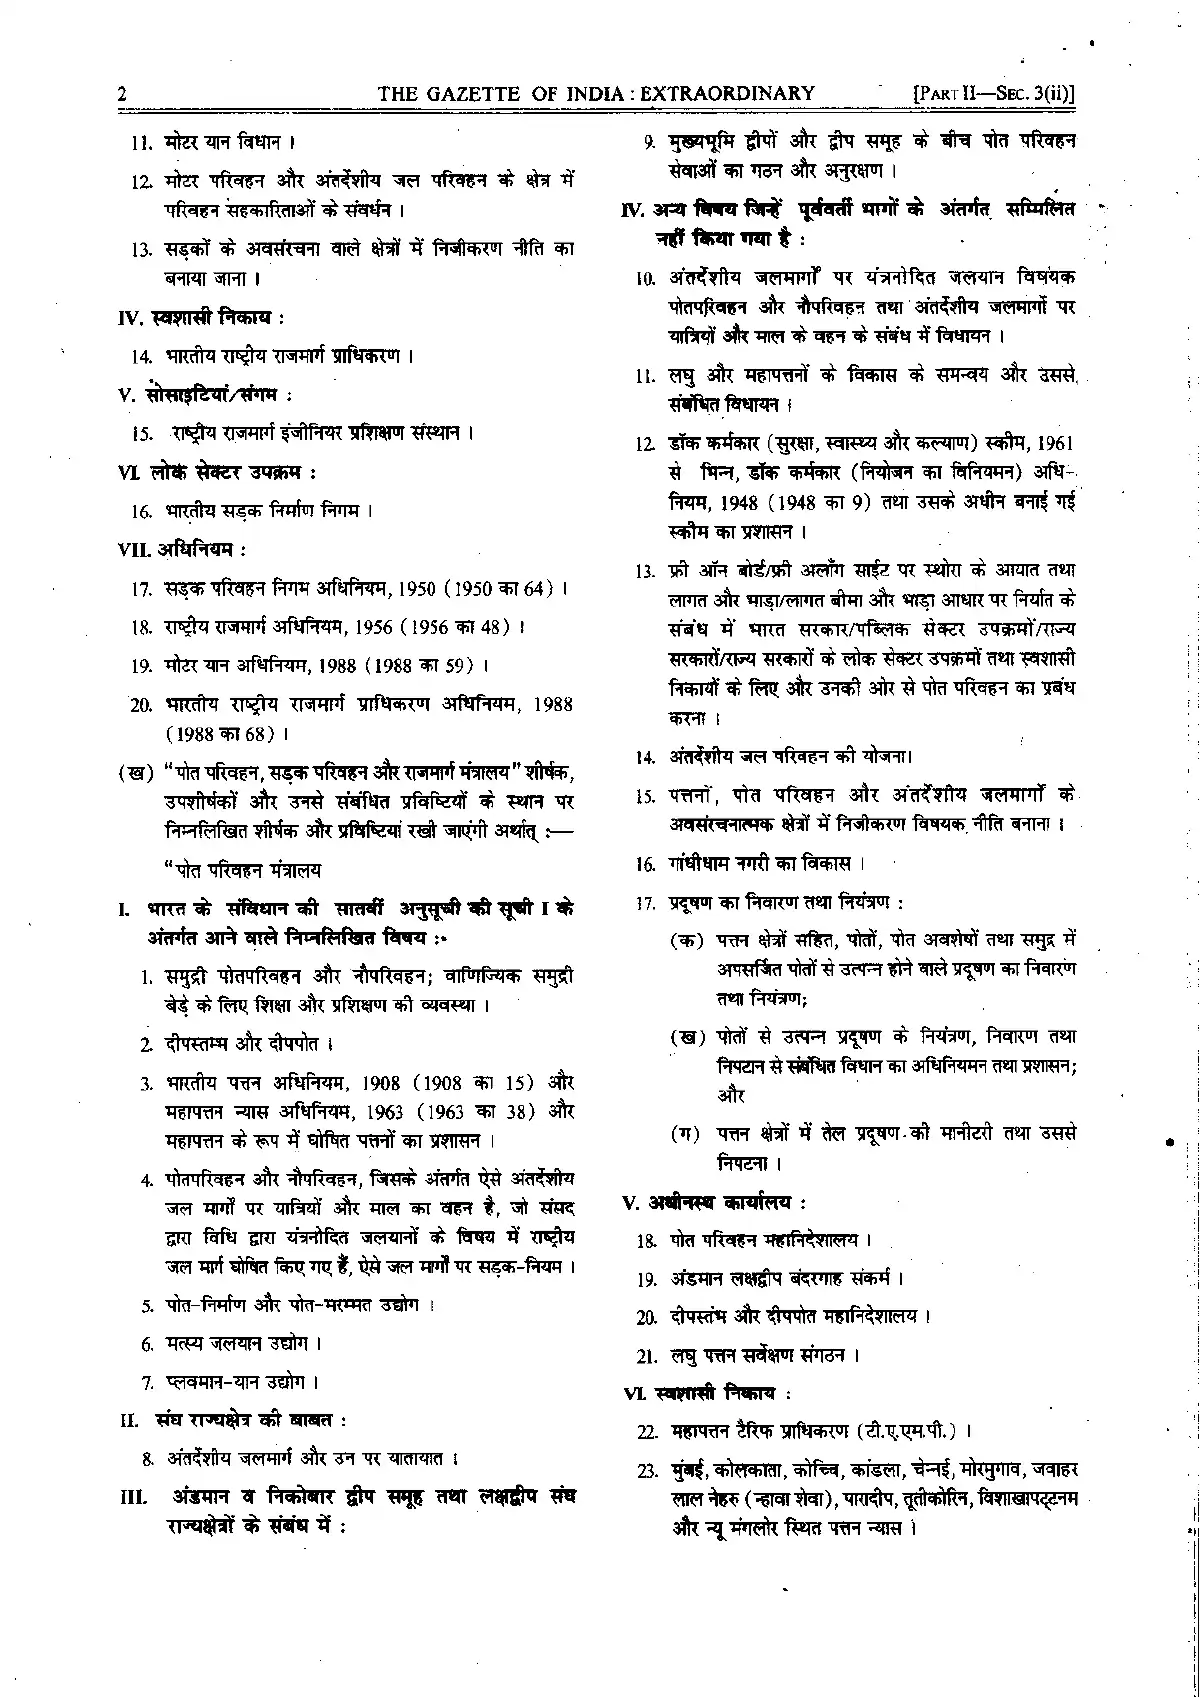 2 THE GAZETTE OF INDIA : EXTRAORDINARY [PART II—SEC. 3(ii)]
11. मोटर यान विधान ।
12. मोटर परिवहन और अंतर्देशीय जल परिवहन के क्षेत्र में
परिवहन सहकारिताओं के संवर्धन ।
13. सड़कों के अवसंरचना वाले क्षेत्रों में निजीकरण नीति का
बनाया जाना ।
IV. स्वशासी निकाय :
14. भारतीय राष्ट्रीय राजमार्ग प्राधिकरण ।
V. सोसाइटियां/संगम :
15. राष्ट्रीय राजमार्ग इंजीनियर प्रशिक्षण संस्थान ।
VI. लोक सेक्टर उपक्रम :
16. भारतीय सड़क निर्माण निगम ।
VII. अधिनियम :
17. सड़क परिवहन निगम अधिनियम, 1950 (1950 का 64) ।
18. राष्ट्रीय राजमार्ग अधिनियम, 1956 (1956 का 48) ।
19. मोटर यान अधिनियम, 1988 (1988 का 59) ।
20. भारतीय राष्ट्रीय राजमार्ग प्राधिकरण अधिनियम, 1988
(1988 का 68) ।
(ख) “पोत परिवहन, सड़क परिवहन और राजमार्ग मंत्रालय” शीर्षक,
उपशीर्षकों और उनसे संबंधित प्रविष्टियों के स्थान पर
निम्नलिखित शीर्षक और प्रविष्टियां रखी जाएंगी अर्थात् :—
“पोत परिवहन मंत्रालय
I. भारत के संविधान की सातवीं अनुसूची की सूची I के
अंतर्गत आने वाले निम्नलिखित विषय :-
1. समुद्री पोतपरिवहन और नौपरिवहन; वाणिज्यिक समुद्री
बेड़े के लिए शिक्षा और प्रशिक्षण की व्यवस्था ।
2. दीपस्तम्भ और दीपपोत ।
3. भारतीय पत्तन अधिनियम, 1908 (1908 का 15) और
महापत्तन न्यास अधिनियम, 1963 (1963 का 38) और
महापत्तन के रूप में घोषित पत्तनों का प्रशासन ।
4. पोतपरिवहन और नौपरिवहन, जिसके अंतर्गत ऐसे अंतर्देशीय
जल मार्गों पर यात्रियों और माल का वहन है, जो संसद
द्वारा विधि द्वारा यंत्रनोदित जलयानों के विषय में राष्ट्रीय
जल मार्ग घोषित किए गए हैं, ऐसे जल मार्गों पर सड़क-नियम ।
5. पोत-निर्माण और पोत-मरम्मत उद्योग ।
6. मत्स्य जलयान उद्योग ।
7. प्लवमान-यान उद्योग ।
II. संघ राज्यक्षेत्र की बाबत :
8. अंतर्देशीय जलमार्ग और उन पर यातायात ।
III. अंडमान व निकोबार द्वीप समूह तथा लक्षद्वीप संघ
राज्यक्षेत्रों के संबंध में :
9. मुख्यभूमि द्वीपों और द्वीप समूह के बीच पोत परिवहन
सेवाओं का गठन और अनुरक्षण ।
IV. अन्य विषय जिन्हें पूर्ववर्ती भागों के अंतर्गत सम्मिलित
नहीं किया गया है :
10. अंतर्देशीय जलमार्गों पर यंत्रनोदित जलयान विषयक
पोतपरिवहन और नौपरिवहन तथा अंतर्देशीय जलमार्गों पर
यात्रियों और माल के वहन के संबंध में विधायन ।
11. लघु और महापत्तनों के विकास के समन्वय और उससे
संबंधित विधायन ।
12. डॉक कर्मकार (सुरक्षा, स्वास्थ्य और कल्याण) स्कीम, 1961
से भिन्न, डॉक कर्मकार (नियोजन का विनियमन) अधि-
नियम, 1948 (1948 का 9) तथा उसके अधीन बनाई गई
स्कीम का प्रशासन ।
13. फ्री ऑन बोर्ड/फ्री अलाँग साईट पर स्थोरा के आयात तथा
लागत और भाड़ा/लागत बीमा और भाड़ा आधार पर निर्यात के
संबंध में भारत सरकार/पब्लिक सेक्टर उपक्रमों/राज्य
सरकारों/राज्य सरकारों के लोक सेक्टर उपक्रमों तथा स्वशासी
निकायों के लिए और उनकी ओर से पोत परिवहन का प्रबंध
करना ।
14. अंतर्देशीय जल परिवहन की योजना।
15. पत्तनों, पोत परिवहन और अंतर्देशीय जलमार्गों के
अवसंरचनात्मक क्षेत्रों में निजीकरण विषयक नीति बनाना ।
16. गांधीधाम नगरी का विकास ।
17. प्रदूषण का निवारण तथा नियंत्रण :
(क) पत्तन क्षेत्रों सहित, पोतों, पोत अवशेषों तथा समुद्र में
अपसर्जित पोतों से उत्पन्न होने वाले प्रदूषण का निवारण
तथा नियंत्रण;
(ख) पोतों से उत्पन्न प्रदूषण के नियंत्रण, निवारण तथा
निपटान से संबंधित विधान का अधिनियमन तथा प्रशासन;
और
(ग) पत्तन क्षेत्रों में तेल प्रदूषण की मानीटरी तथा उससे
निपटना ।
V. अधीनस्थ कार्यालय :
18. पोत परिवहन महानिदेशालय ।
19. अंडमान लक्षद्वीप बंदरगाह संकर्म ।
20. दीपस्तंभ और दीपपोत महानिदेशालय ।
21. लघु पत्तन सर्वेक्षण संगठन ।
VI. स्वशासी निकाय :
22. महापत्तन टैरिफ प्राधिकरण (टी.ए.एम.पी.) ।
23. मुंबई, कोलकाता, कोच्चि, कांडला, चेन्नई, मोरमुगाव, जवाहर
लाल नेहरु (न्हावा शेवा), पारादीप, तूतीकोरिन, विशाखापट्टनम
और न्यू मंगलोर स्थित पत्तन न्यास ।